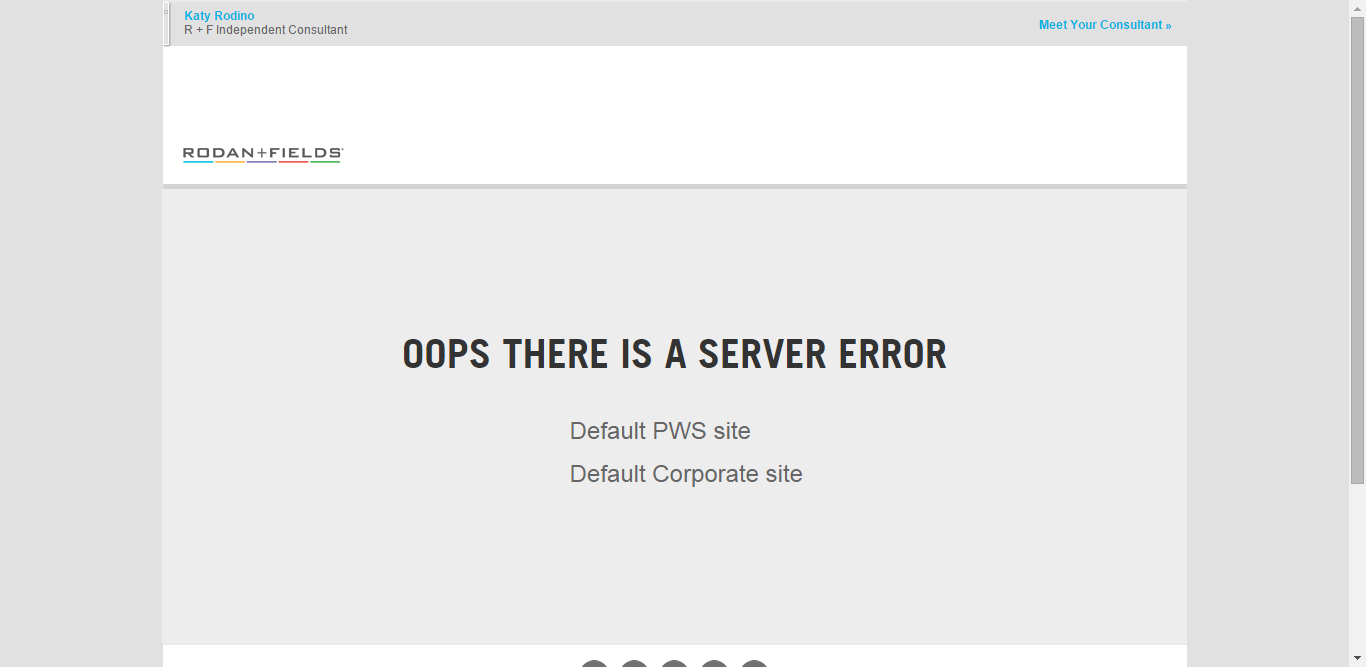 Katy Rodino
R + F Independent Consultant
Meet Your Consultant »
RODAN+FIELDS
OOPS THERE IS A SERVER ERROR
Default PWS site
Default Corporate site